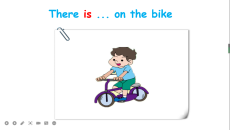 There is ... on the bike